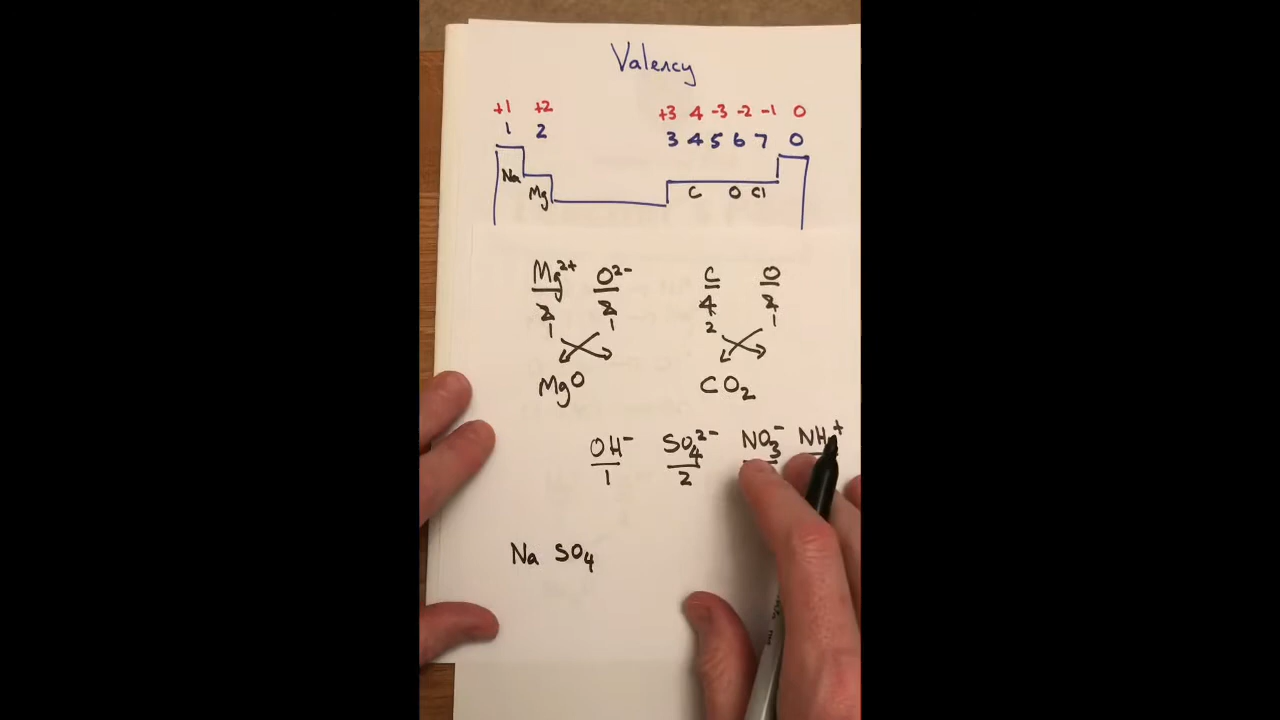 Valency
+1 +2 +3 4 -3 -2 -1 0
1 2 3 4 5 6 7 0
Na Mg C O Cl
Mg2+ O2- C O
2 2 4 2
1 1 2 1
MgO CO2
OH- SO42- NO3- NH +
1 2
Na SO4